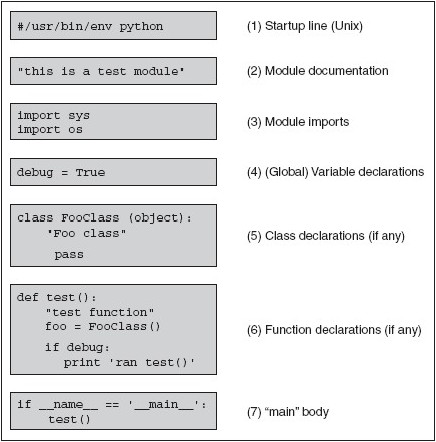 #/usr/bin/env python
(1) Startup line (Unix)
"this is a test module"
(2) Module documentation
import sys
import os
(3) Module imports
debug = True
(4) (Global) Variable declarations
class FooClass (object):
"Foo class"
pass
(5) Class declarations (if any)
def test():
"test function"
foo = FooClass()
if debug:
print 'ran test()'
(6) Function declarations (if any)
if __name__ == '__main__':
test()
(7) “main” body